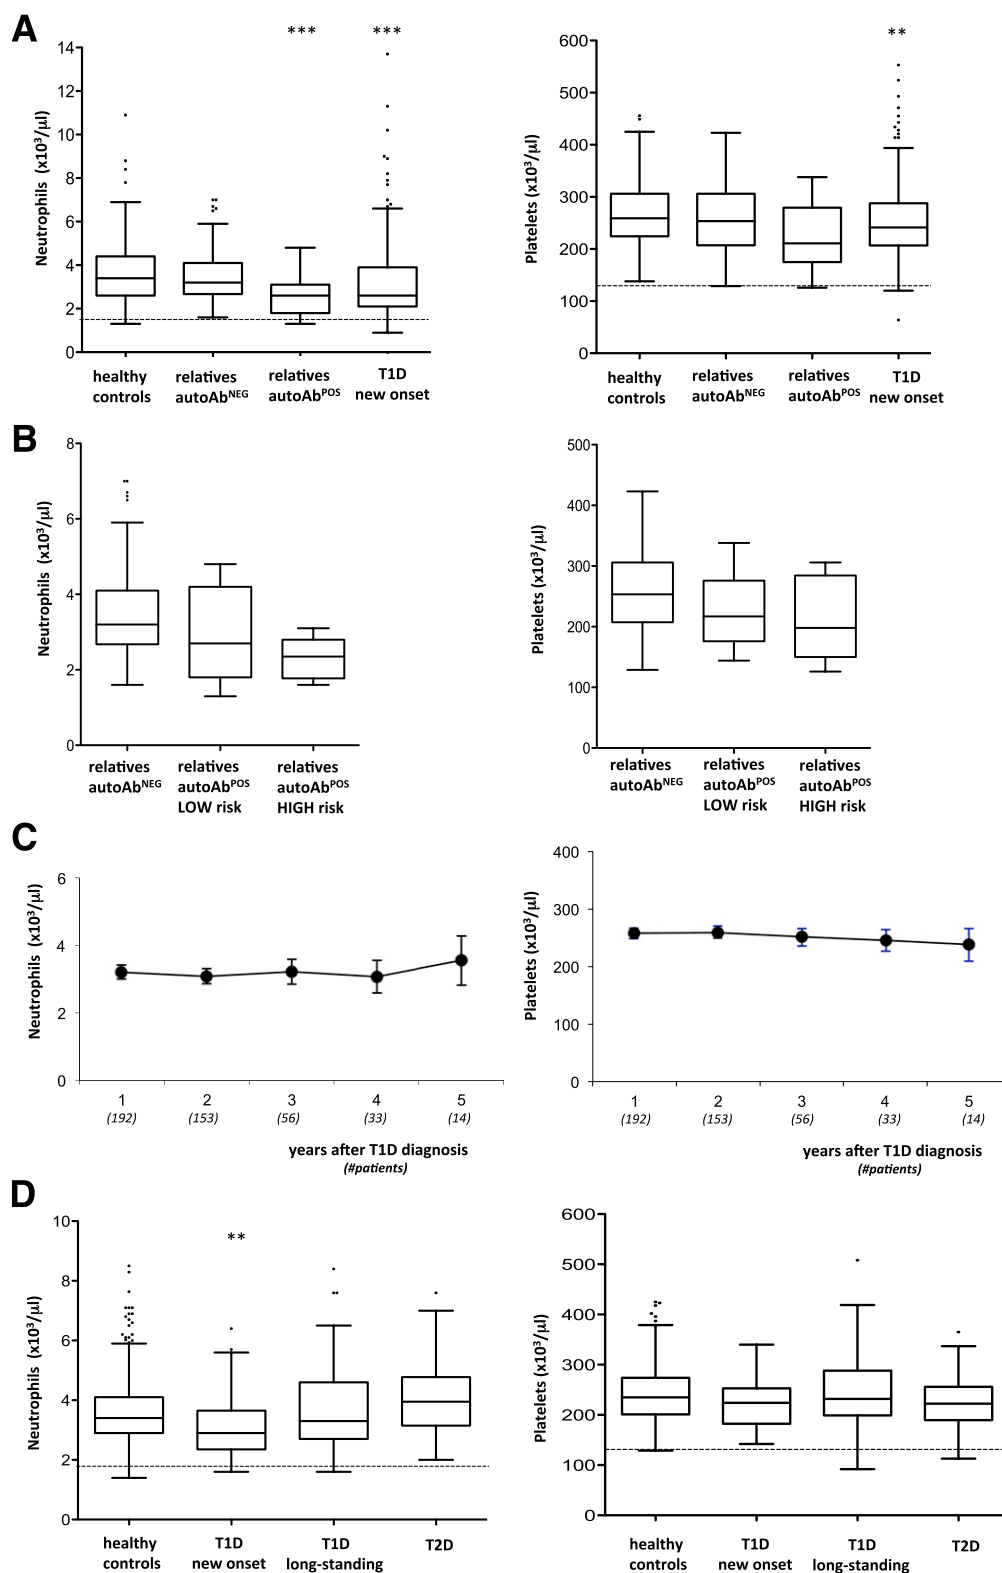 A
*** ***
14
12
10
8
6
4
2
0
Neutrophils (x10³/µl)
healthy controls
relatives autoAbNEG
relatives autoAbPOS
T1D new onset
**
600
500
400
300
200
100
0
Platelets (x10³/µl)
healthy controls
relatives autoAbNEG
relatives autoAbPOS
T1D new onset
B
8
6
4
2
0
Neutrophils (x10³/µl)
relatives autoAbNEG
relatives autoAbPOS LOW risk
relatives autoAbPOS HIGH risk
500
400
300
200
100
0
Platelets (x10³/µl)
relatives autoAbNEG
relatives autoAbPOS LOW risk
relatives autoAbPOS HIGH risk
C
6
4
2
0
Neutrophils (x10³/µl)
1 2 3 4 5
(192) (153) (56) (33) (14)
years after T1D diagnosis
(#patients)
400
300
200
100
0
Platelets (x10³/µl)
1 2 3 4 5
(192) (153) (56) (33) (14)
years after T1D diagnosis
(#patients)
D
**
10
8
6
4
2
0
Neutrophils (x10³/µl)
healthy controls
T1D new onset
T1D long-standing
T2D
600
500
400
300
200
100
0
Platelets (x10³/µl)
healthy controls
T1D new onset
T1D long-standing
T2D